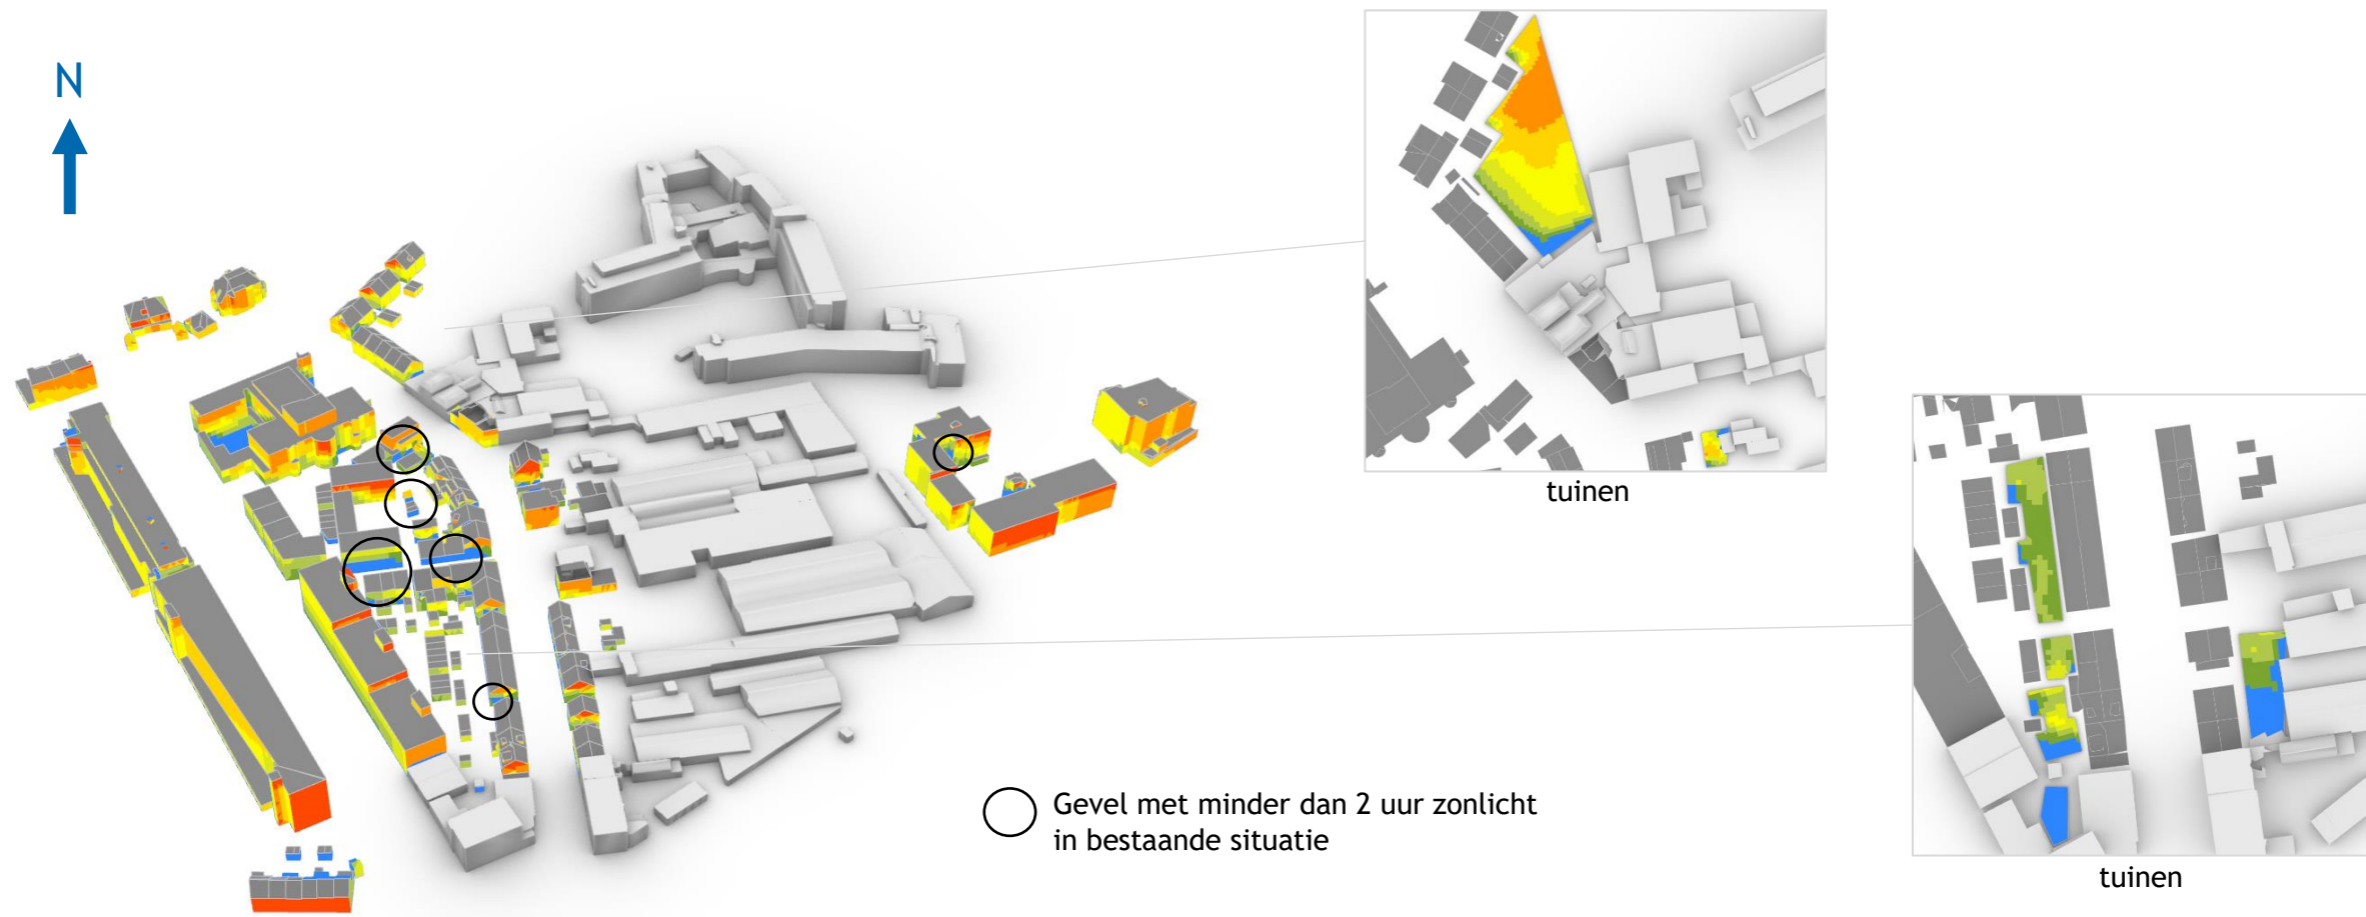 N
tuinen
Gevel met minder dan 2 uur zonlicht
in bestaande situatie
tuinen